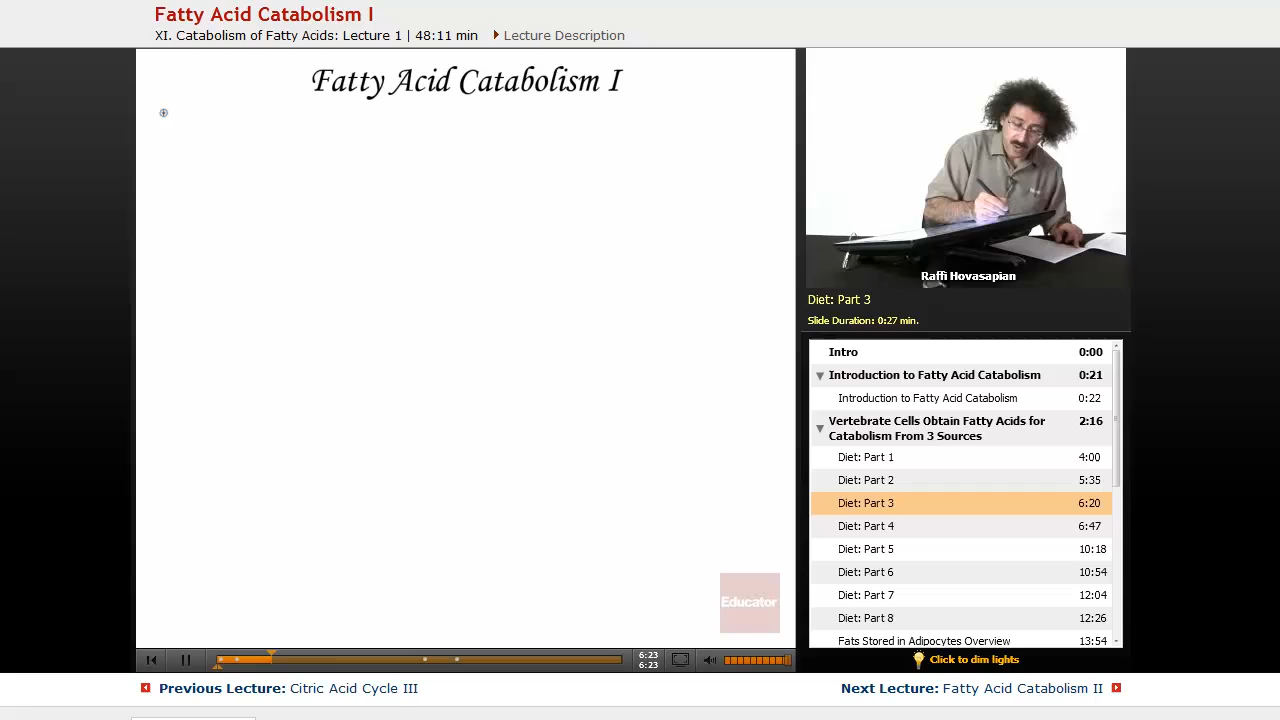 Fatty Acid Catabolism I
XI. Catabolism of Fatty Acids: Lecture 1 | 48:11 min
Lecture Description
Fatty Acid Catabolism I
Educator
Raffi Hovasapian
Diet: Part 3
Slide Duration: 0:27 min.
Intro 0:00
Introduction to Fatty Acid Catabolism 0:21
Introduction to Fatty Acid Catabolism 0:22
Vertebrate Cells Obtain Fatty Acids for 2:16
Catabolism From 3 Sources
Diet: Part 1 4:00
Diet: Part 2 5:35
Diet: Part 3 6:20
Diet: Part 4 6:47
Diet: Part 5 10:18
Diet: Part 6 10:54
Diet: Part 7 12:04
Diet: Part 8 12:26
Fats Stored in Adipocytes Overview 13:54
6:23
6:23
Click to dim lights
Previous Lecture: Citric Acid Cycle III
Next Lecture: Fatty Acid Catabolism II